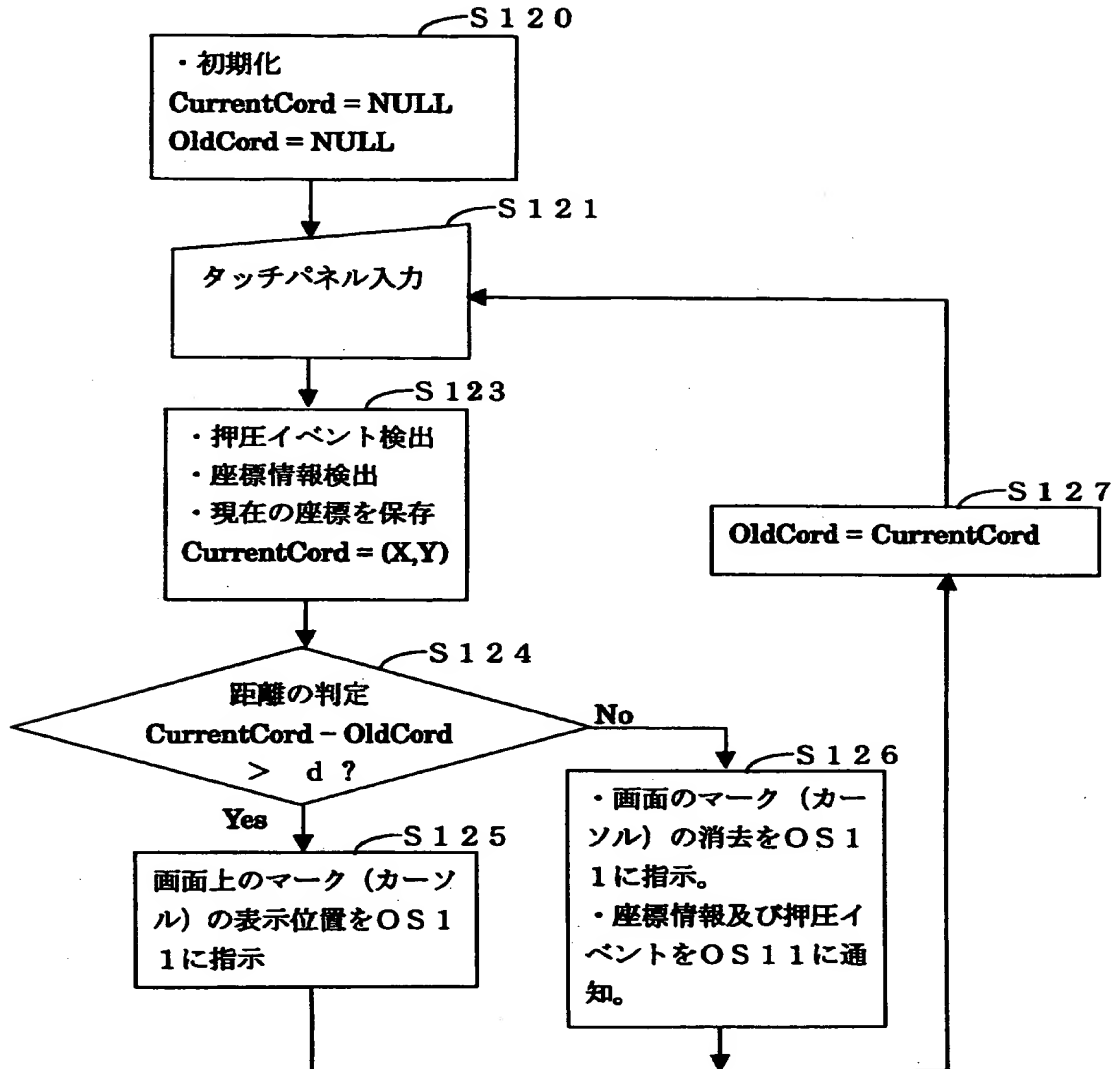 S120
・初期化
CurrentCord = NULL
OldCord = NULL
S121
タッチパネル入力
S123
・押圧イベント検出
・座標情報検出
・現在の座標を保存
CurrentCord = (X,Y)
S127
OldCord = CurrentCord
S124
距離の判定
CurrentCord − OldCord
> d ?
No
Yes
S126
・画面のマーク（カー
ソル）の消去をOS1
1に指示。
・座標情報及び押圧イ
ベントをOS11に通
知。
S125
画面上のマーク（カーソ
ル）の表示位置をOS1
1に指示